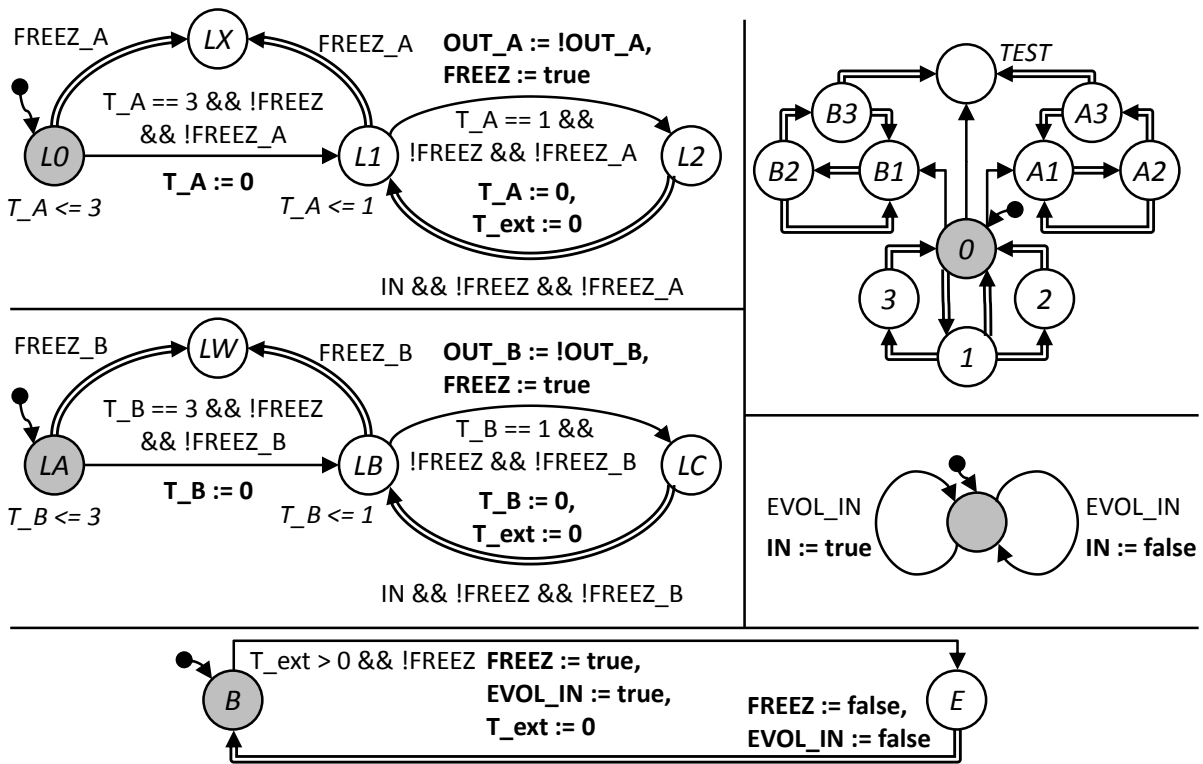 FREEZ_A
LX
FREEZ_A
OUT_A := !OUT_A,
FREEZ := true
T_A == 3 && !FREEZ
&& !FREEZ_A
T_A == 1 &&
!FREEZ && !FREEZ_A
L0
L1
L2
T_A := 0
T_A := 0,
T_ext := 0
T_A <= 3
T_A <= 1
IN && !FREEZ && !FREEZ_A
TEST
B3
A3
B2
B1
A1
A2
0
3
2
1
FREEZ_B
LW
FREEZ_B
OUT_B := !OUT_B,
FREEZ := true
T_B == 3 && !FREEZ
&& !FREEZ_B
T_B == 1 &&
!FREEZ && !FREEZ_B
LA
LB
LC
T_B := 0
T_B := 0,
T_ext := 0
T_B <= 3
T_B <= 1
IN && !FREEZ && !FREEZ_B
EVOL_IN
IN := true
EVOL_IN
IN := false
T_ext > 0 && !FREEZ
FREEZ := true,
EVOL_IN := true,
T_ext := 0
B
E
FREEZ := false,
EVOL_IN := false